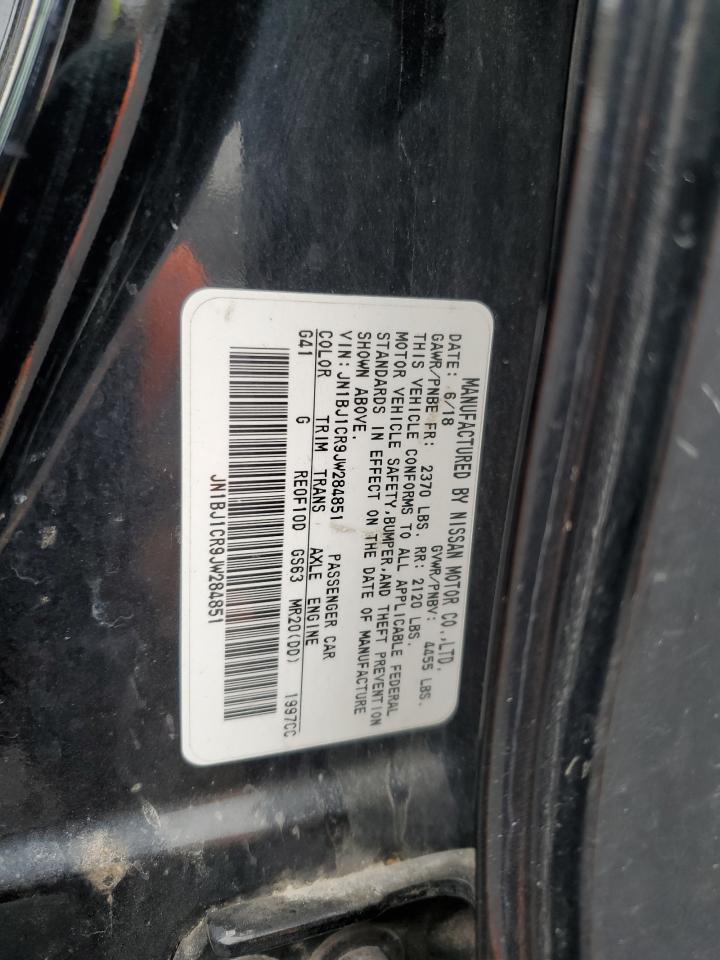 MANUFACTURED BY NISSAN MOTOR CO.,LTD.
DATE: 6/18 GVWR/PNBV: 4455 LBS.
GAWR/PNBE FR: 2370 LBS. RR: 2120 LBS.
THIS VEHICLE CONFORMS TO ALL APPLICABLE FEDERAL
MOTOR VEHICLE SAFETY,BUMPER,AND THEFT PREVENTION
STANDARDS IN EFFECT ON THE DATE OF MANUFACTURE
SHOWN ABOVE.
VIN:JN1BJ1CR9JW284851 PASSENGER CAR
COLOR TRIM TRANS AXLE ENGINE
G41 G RE0F10D GS63 MR20(DD) 1997CC
JN1BJ1CR9JW284851